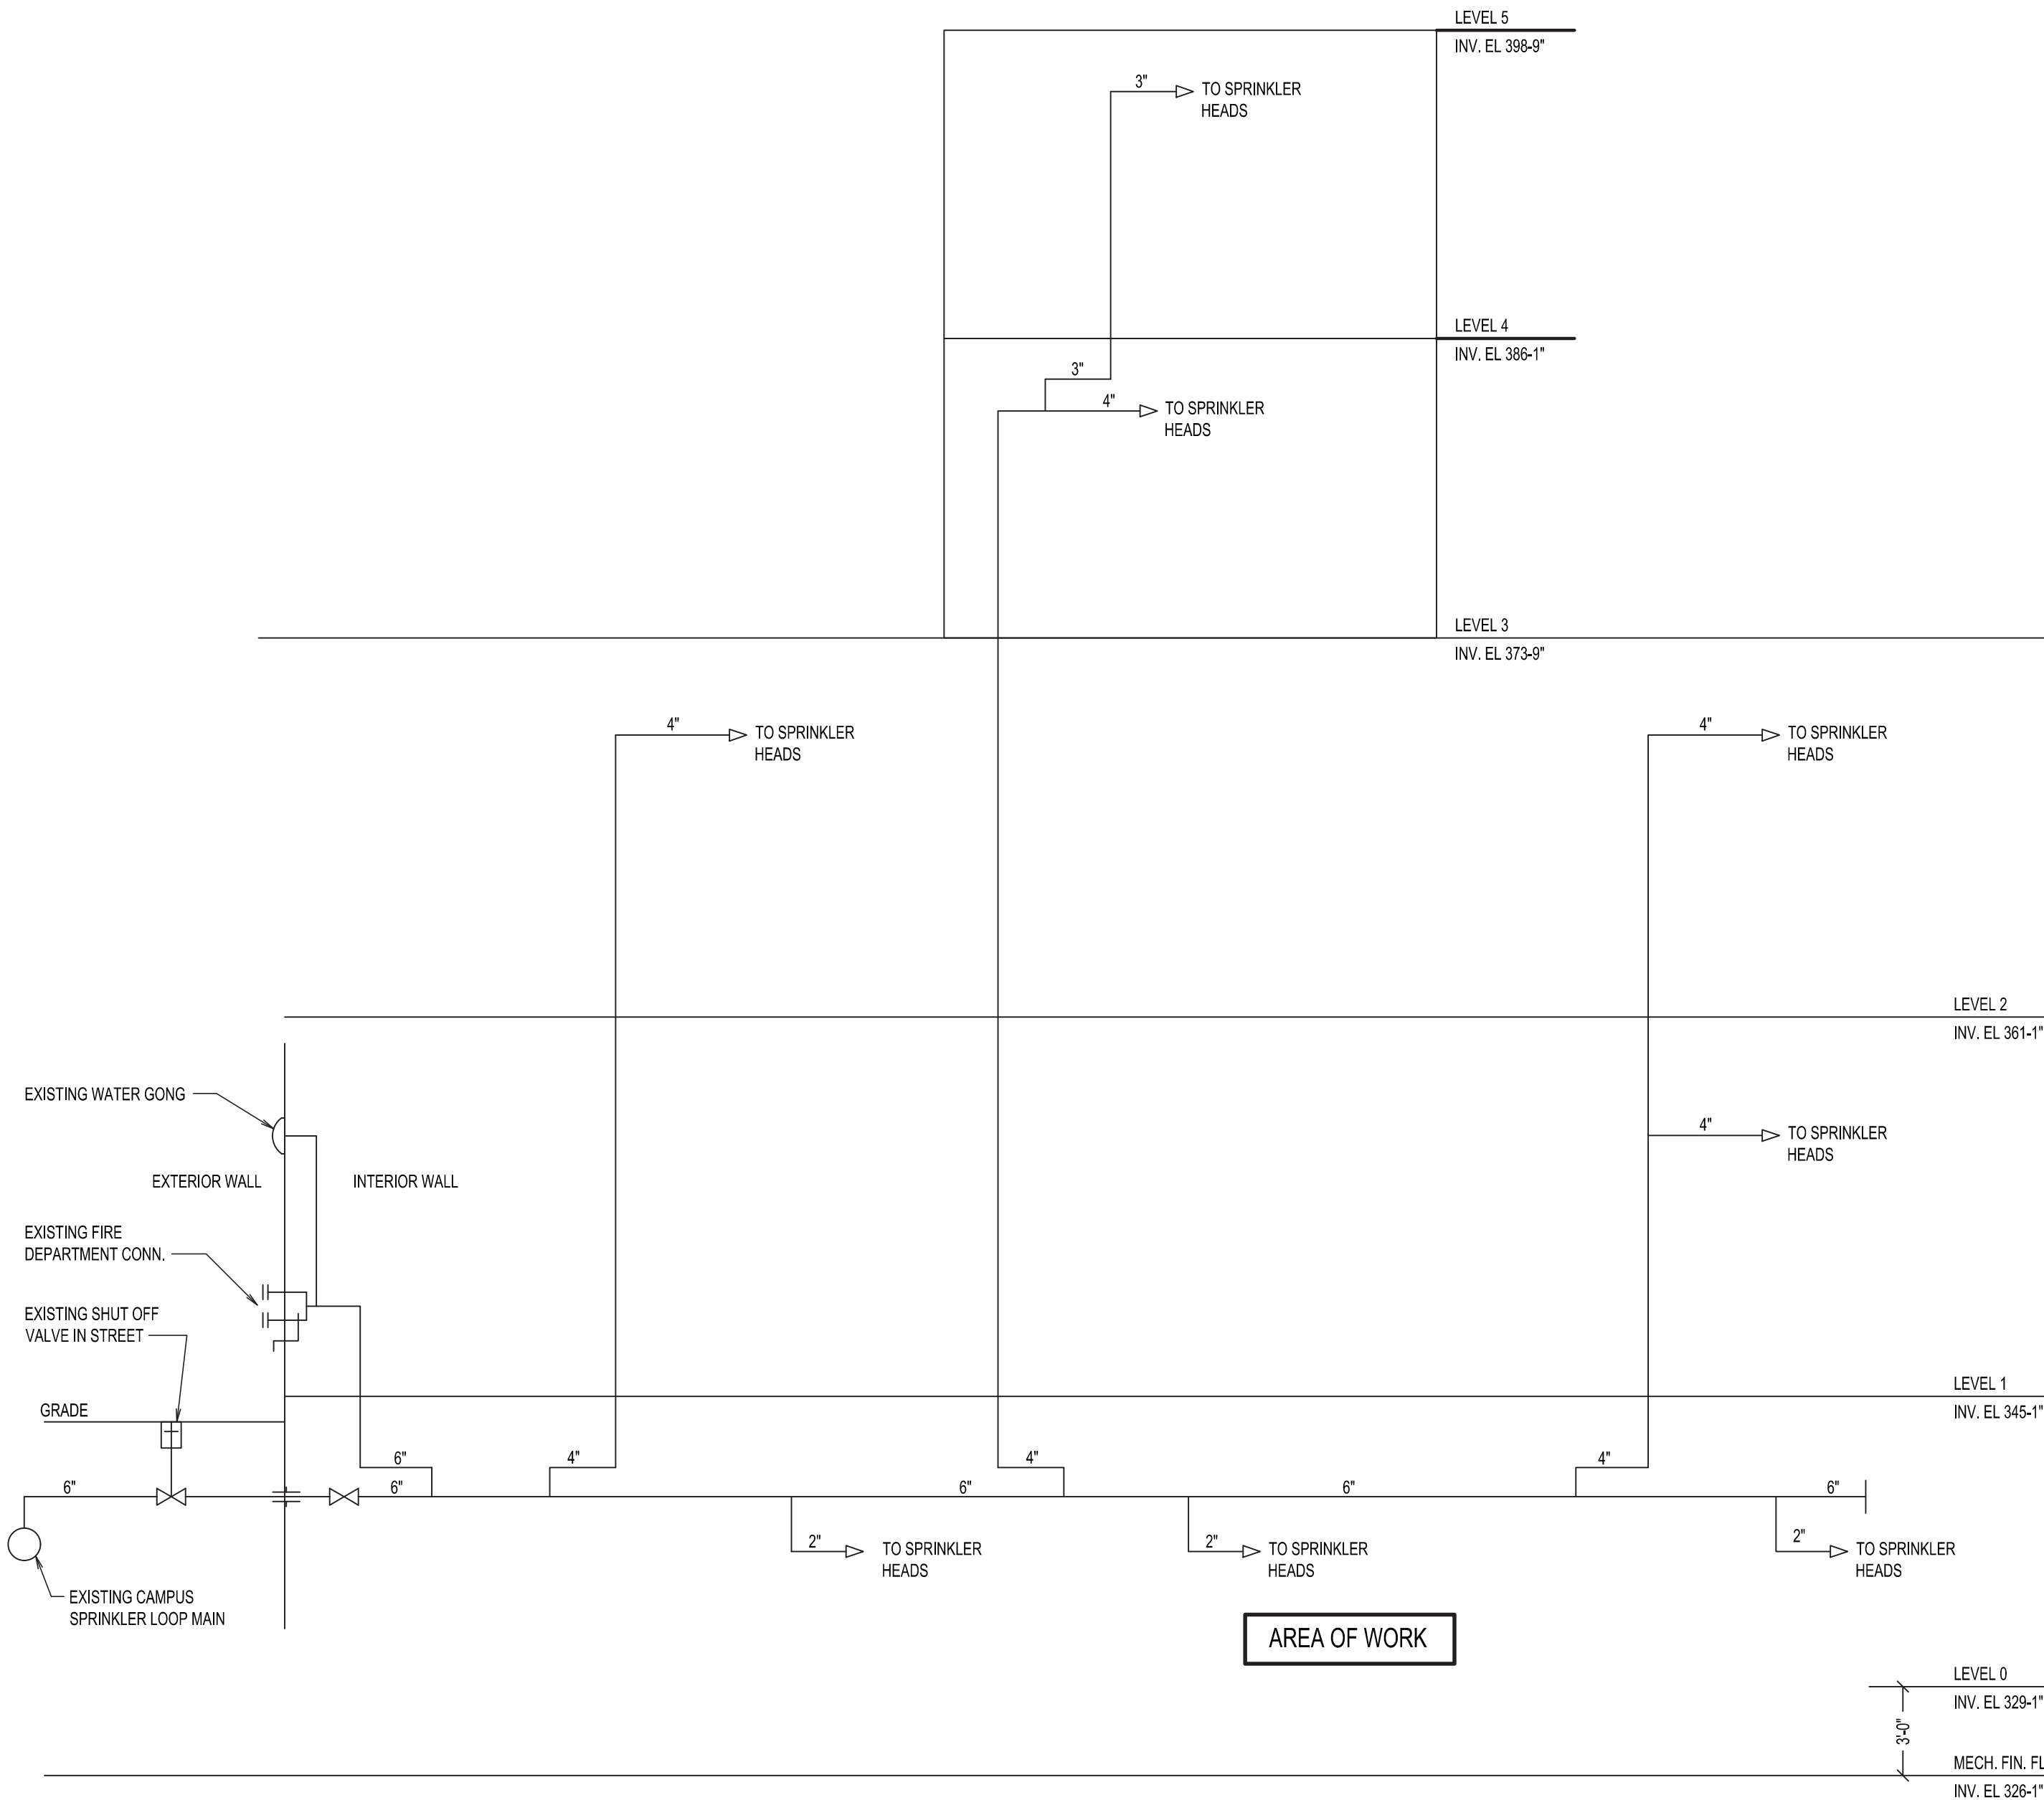 LEVEL 5
INV. EL 398-9"
3"
TO SPRINKLER
HEADS
LEVEL 4
INV. EL 386-1"
3"
4"
TO SPRINKLER
HEADS
LEVEL 3
INV. EL 373-9"
4"
TO SPRINKLER
HEADS
4"
TO SPRINKLER
HEADS
LEVEL 2
INV. EL 361-1"
EXISTING WATER GONG
4"
TO SPRINKLER
HEADS
EXTERIOR WALL
INTERIOR WALL
EXISTING FIRE
DEPARTMENT CONN.
EXISTING SHUT OFF
VALVE IN STREET
LEVEL 1
INV. EL 345-1"
GRADE
6"
4"
4"
4"
6"
6"
6"
6"
6"
2"
TO SPRINKLER
HEADS
2"
TO SPRINKLER
HEADS
2"
TO SPRINKLER
HEADS
EXISTING CAMPUS
SPRINKLER LOOP MAIN
AREA OF WORK
LEVEL 0
INV. EL 329-1"
3'-0"
MECH. FIN. FL
INV. EL 326-1"